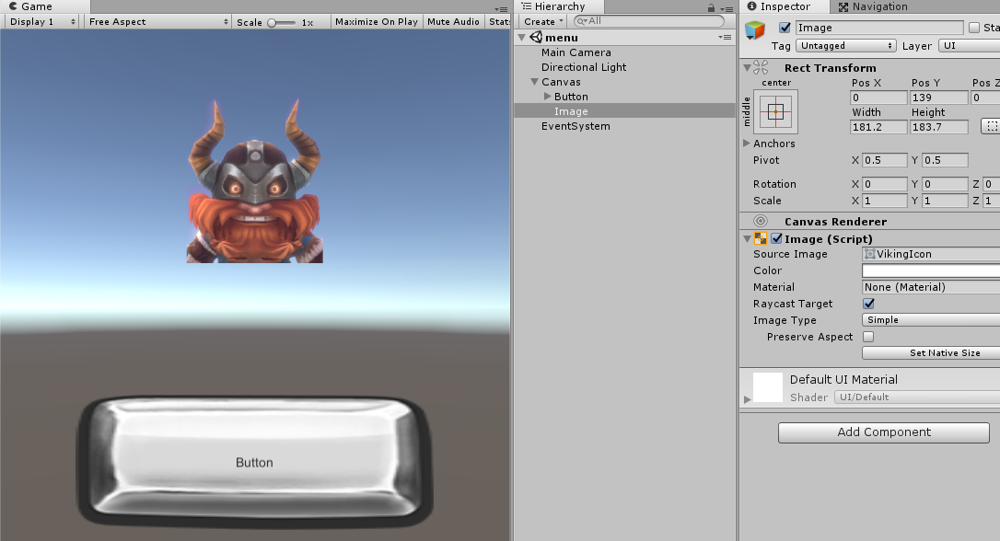 Game
Display 1
Free Aspect
Scale 1x
Maximize On Play
Mute Audio
Stats
Button
Hierarchy
Create
All
menu
Main Camera
Directional Light
Canvas
Button
Image
EventSystem
Inspector
Navigation
Image
Sta
Tag Untagged Layer UI
Rect Transform
center
middle
Pos X Pos Y Pos Z
0 139 0
Width Height
181.2 183.7
Anchors
Pivot X 0.5 Y 0.5
Rotation X 0 Y 0 Z 0
Scale X 1 Y 1 Z 1
Canvas Renderer
Image (Script)
Source Image VikingIcon
Color
Material None (Material)
Raycast Target
Image Type Simple
Preserve Aspect
Set Native Size
Default UI Material
Shader UI/Default
Add Component